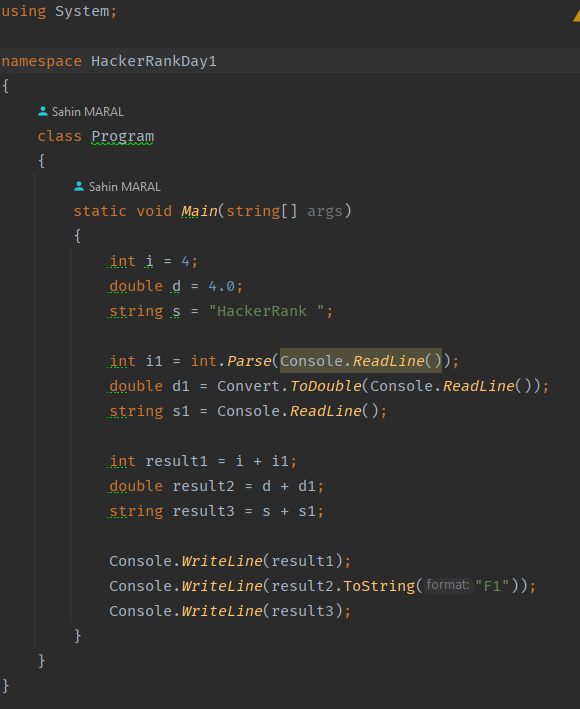 using System;
namespace HackerRankDay1
{
Sahin MARAL
class Program
{
Sahin MARAL
static void Main(string[] args)
{
int i = 4;
double d = 4.0;
string s = "HackerRank ";
int i1 = int.Parse(Console.ReadLine());
double d1 = Convert.ToDouble(Console.ReadLine());
string s1 = Console.ReadLine();
int result1 = i + i1;
double result2 = d + d1;
string result3 = s + s1;
Console.WriteLine(result1);
Console.WriteLine(result2.ToString(format:"F1"));
Console.WriteLine(result3);
}
}
}